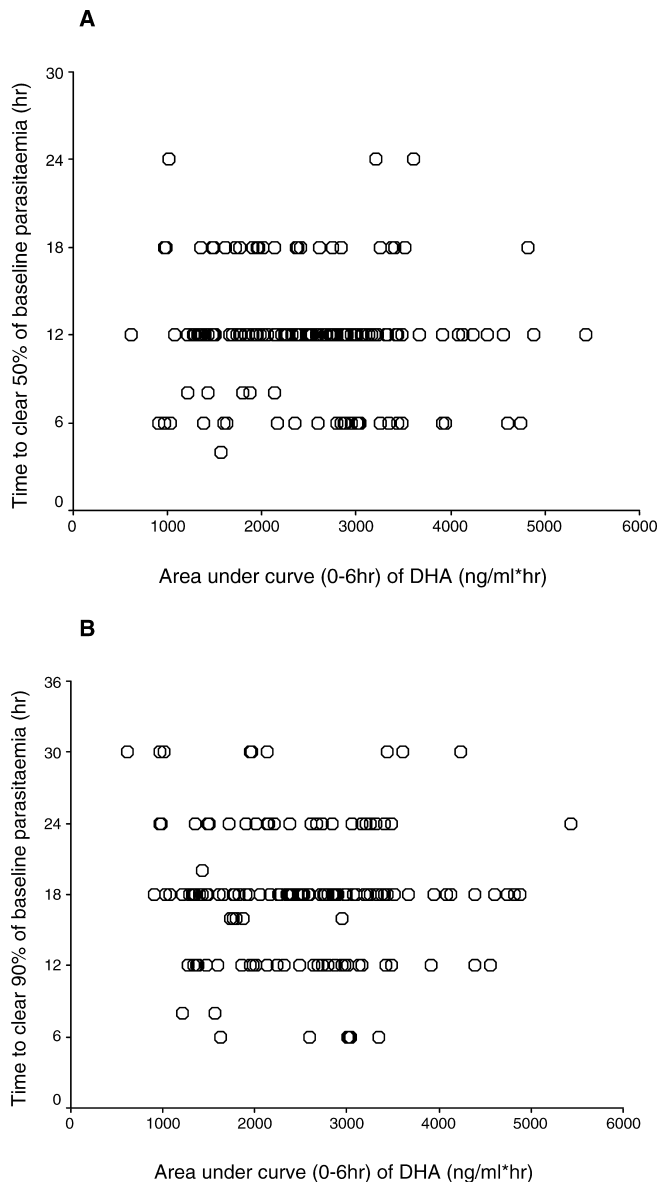 A
Time to clear 50% of baseline parasitaemia (hr)
30
24
18
12
6
0
0 1000 2000 3000 4000 5000 6000
Area under curve (0-6hr) of DHA (ng/ml*hr)
B
Time to clear 90% of baseline parasitaemia (hr)
36
30
24
18
12
6
0
0 1000 2000 3000 4000 5000 6000
Area under curve (0-6hr) of DHA (ng/ml*hr)